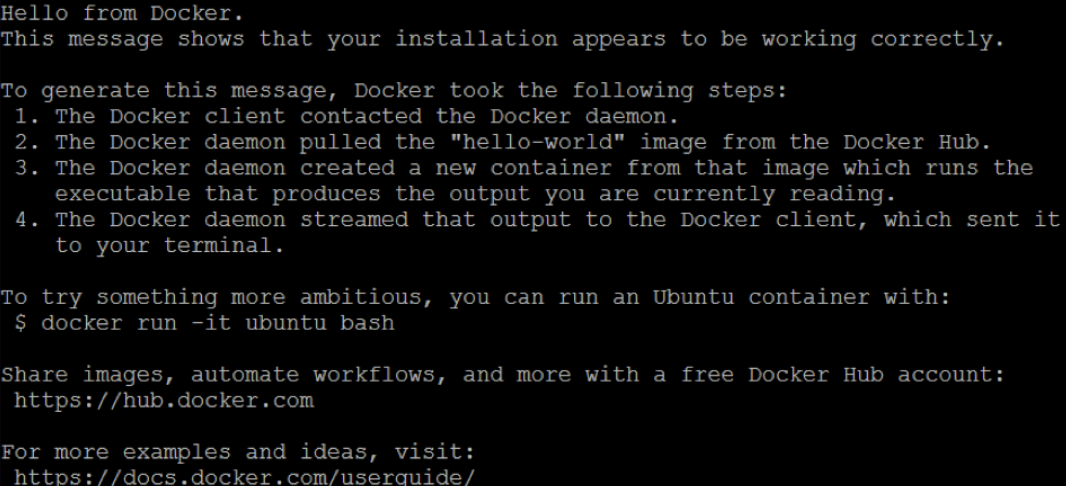 Hello from Docker.
This message shows that your installation appears to be working correctly.
To generate this message, Docker took the following steps:
1. The Docker client contacted the Docker daemon.
2. The Docker daemon pulled the "hello-world" image from the Docker Hub.
3. The Docker daemon created a new container from that image which runs the
executable that produces the output you are currently reading.
4. The Docker daemon streamed that output to the Docker client, which sent it
to your terminal.
To try something more ambitious, you can run an Ubuntu container with:
$ docker run -it ubuntu bash
Share images, automate workflows, and more with a free Docker Hub account:
https://hub.docker.com
For more examples and ideas, visit:
https://docs.docker.com/userguide/